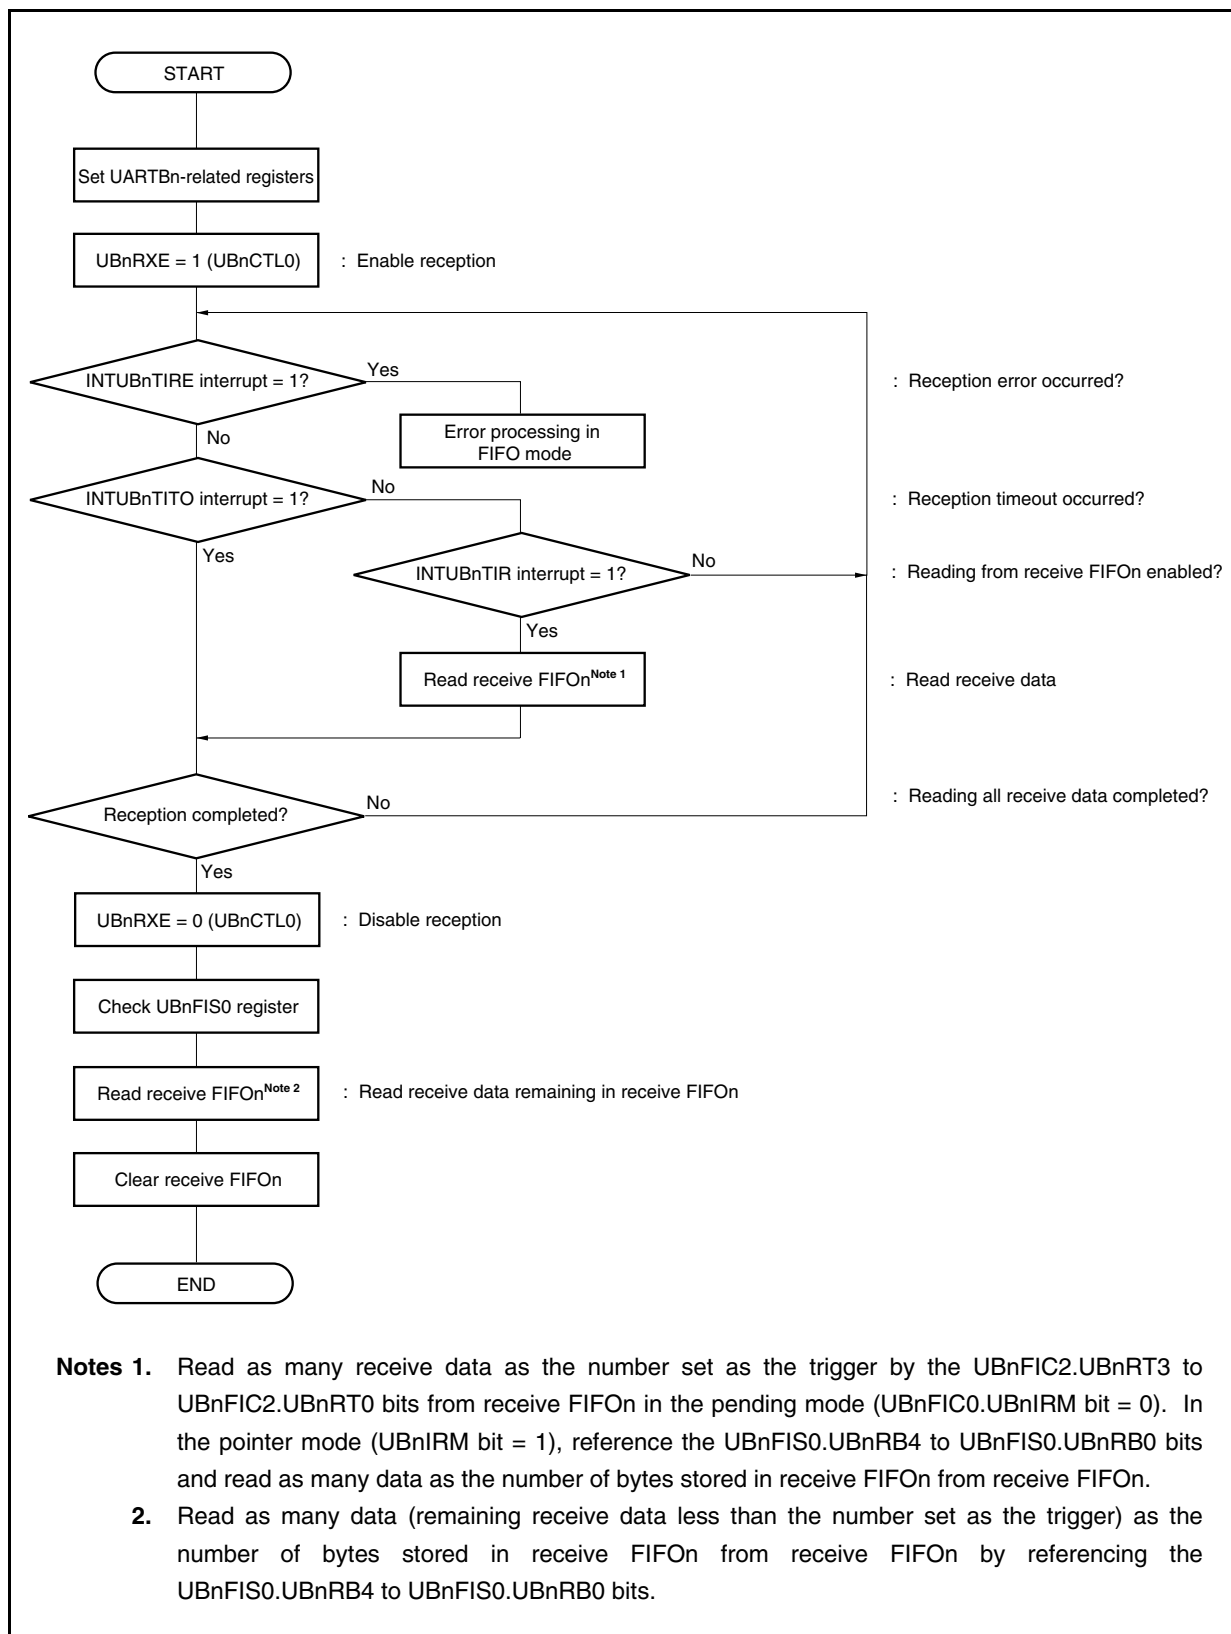 START
Set UARTBn-related registers
UBnRXE = 1 (UBnCTL0)
: Enable reception
INTUBnTIRE interrupt = 1?
Yes
: Reception error occurred?
No
Error processing in
FIFO mode
INTUBnTITO interrupt = 1?
No
: Reception timeout occurred?
Yes
INTUBnTIR interrupt = 1?
No
: Reading from receive FIFOn enabled?
Yes
Read receive FIFOn Note 1
: Read receive data
Reception completed?
No
: Reading all receive data completed?
Yes
UBnRXE = 0 (UBnCTL0)
: Disable reception
Check UBnFIS0 register
Read receive FIFOn Note 2
: Read receive data remaining in receive FIFOn
Clear receive FIFOn
END
Notes 1. Read as many receive data as the number set as the trigger by the UBnFIC2.UBnRT3 to
UBnFIC2.UBnRT0 bits from receive FIFOn in the pending mode (UBnFIC0.UBnIRM bit = 0). In
the pointer mode (UBnIRM bit = 1), reference the UBnFIS0.UBnRB4 to UBnFIS0.UBnRB0 bits
and read as many data as the number of bytes stored in receive FIFOn from receive FIFOn.
2. Read as many data (remaining receive data less than the number set as the trigger) as the
number of bytes stored in receive FIFOn from receive FIFOn by referencing the
UBnFIS0.UBnRB4 to UBnFIS0.UBnRB0 bits.